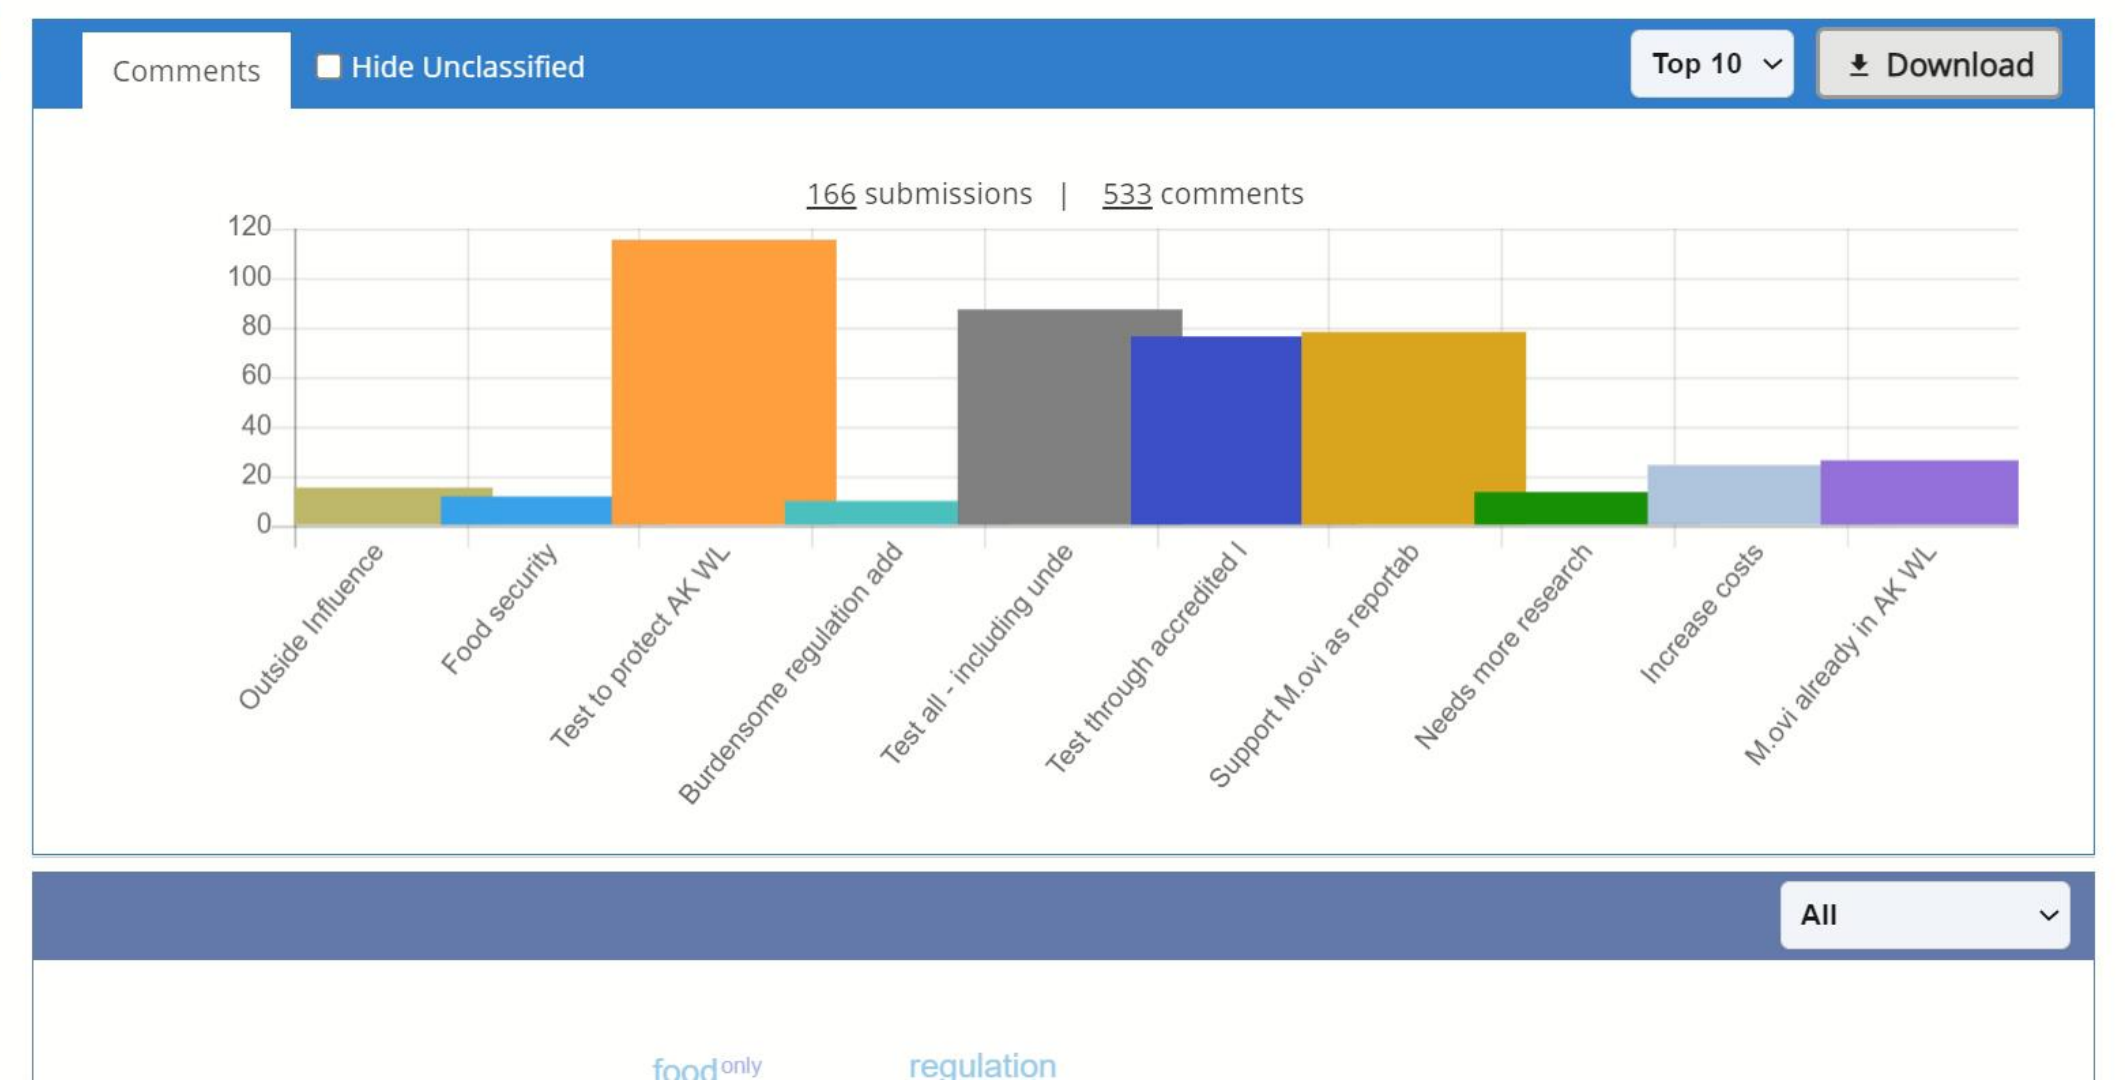 Comments
Hide Unclassified
Top 10
Download
166 submissions | 533 comments
120
100
80
60
40
20
0
Outside Influence
Food security
Test to protect AK WL
Burdensome regulation add
Test all - including unde
Test through accredited l
Support M.ovi as reportab
Needs more research
Increase costs
M.ovi already in AK WL
All
food only regulation